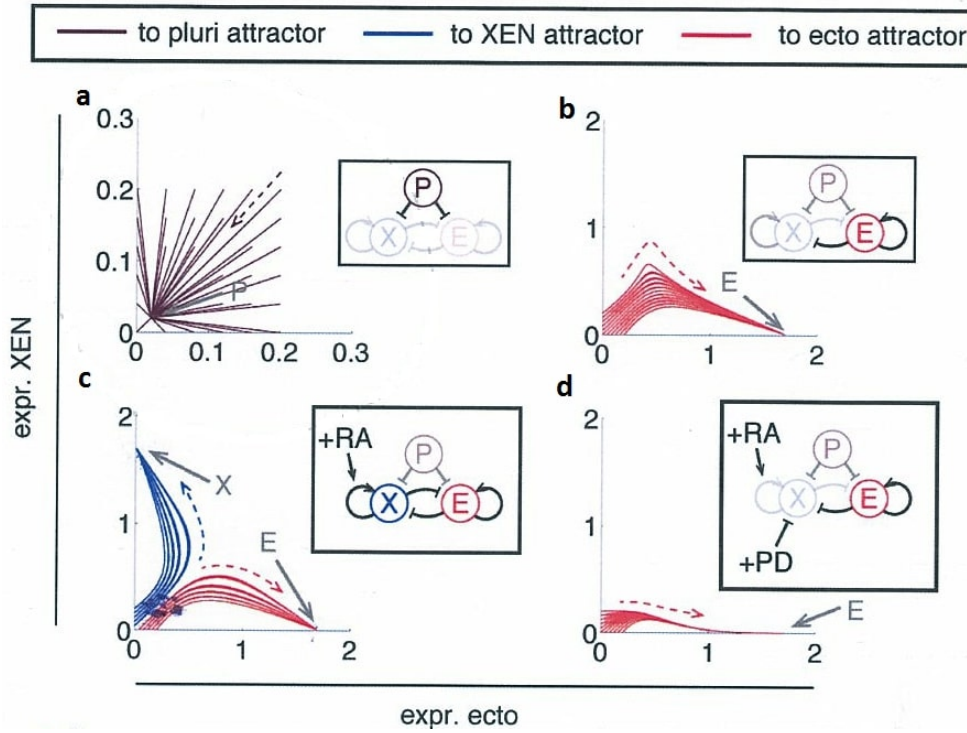 to pluri attractor to XEN attractor to ecto attractor
a
0.3
0.2
0.1
0
0 0.1 0.2 0.3
P
P
X E
b
2
1
0
0 1 2
E
P
X E
expr. XEN
c
2
1
0
0 1 2
X
E
+RA
P
X E
d
2
1
0
0 1 2
E
+RA
P
X E
+PD
expr. ecto